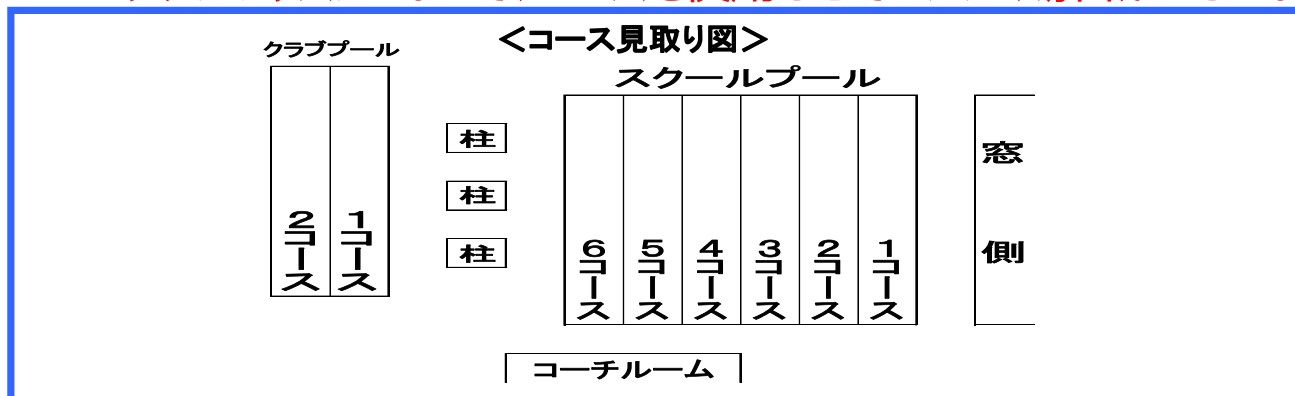 ＜コース見取り図＞
クラブプール
スクールプール
2コース
1コース
柱
柱
柱
6コース
5コース
4コース
3コース
2コース
1コース
窓側
コーチルーム